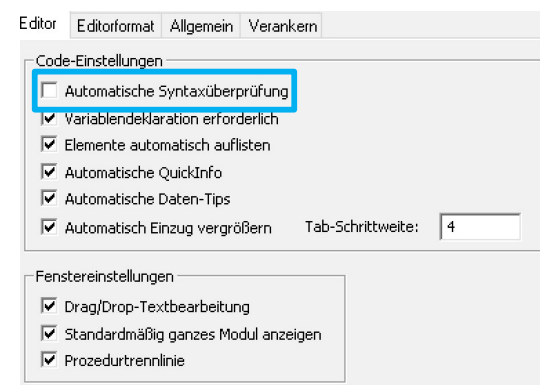 Editor Editorformat Allgemein Verankern
Code-Einstellungen
Automatische Syntaxüberprüfung
Variablendeklaration erforderlich
Elemente automatisch auflisten
Automatische QuickInfo
Automatische Daten-Tips
Automatisch Einzug vergrößern Tab-Schrittweite: 4
Fenstereinstellungen
Drag/Drop-Textbearbeitung
Standardmäßig ganzes Modul anzeigen
Prozedurtrennlinie